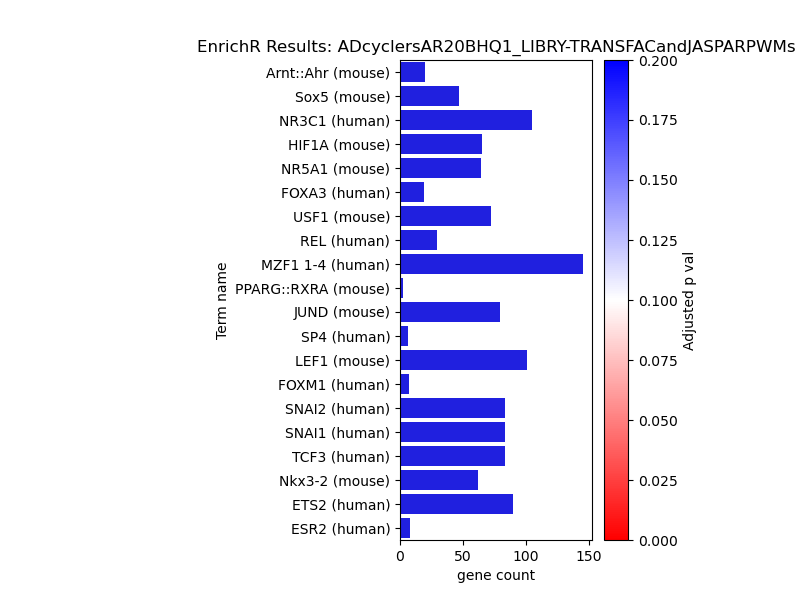 EnrichR Results: ADcyclersAR20BHQ1_LIBRY-TRANSFACandJASPARPWMs
Arnt::Ahr (mouse)
Sox5 (mouse)
NR3C1 (human)
HIF1A (mouse)
NR5A1 (mouse)
FOXA3 (human)
USF1 (mouse)
REL (human)
MZF1 1-4 (human)
PPARG::RXRA (mouse)
JUND (mouse)
SP4 (human)
LEF1 (mouse)
FOXM1 (human)
SNAI2 (human)
SNAI1 (human)
TCF3 (human)
Nkx3-2 (mouse)
ETS2 (human)
ESR2 (human)
Term name
0 50 100 150
gene count
0.200
0.175
0.150
0.125
0.100
0.075
0.050
0.025
0.000
Adjusted p val